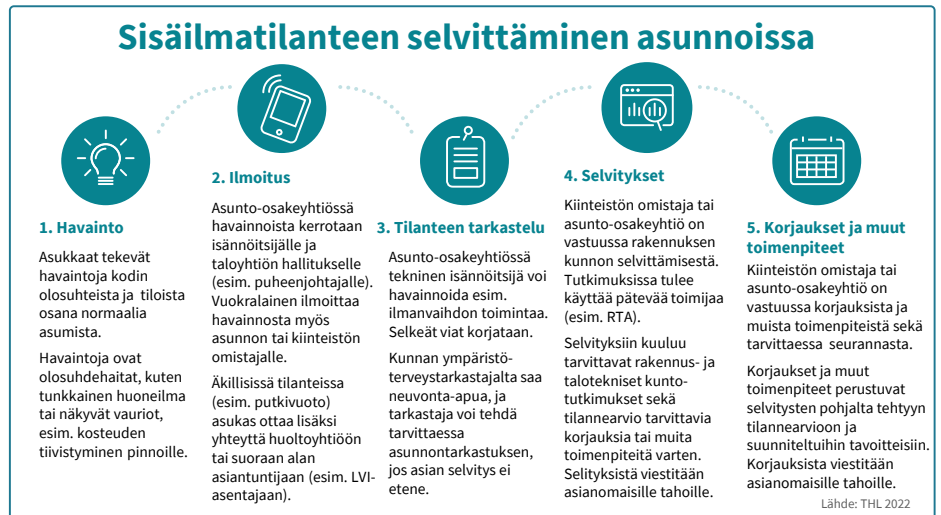 Sisäilmatilanteen selvittäminen asunnoissa
1. Havainto
Asukkaat tekevät
havaintoja kodin
olosuhteista ja tiloista
osana normaalia
asumista.
Havaintoja ovat
olosuhdehaitat, kuten
tunkkainen huoneilma
tai näkyvät vauriot,
esim. kosteuden
tiivistyminen pinnoille.
2. Ilmoitus
Asunto-osakeyhtiössä
havainnoista kerrotaan
isännöitsijälle ja
taloyhtiön hallitukselle
(esim. puheenjohtajalle).
Vuokralainen ilmoittaa
havainnosta myös
asunnon tai kiinteistön
omistajalle.
Äkillisissä tilanteissa
(esim. putkivuoto)
asukas ottaa lisäksi
yhteyttä huoltoyhtiöön
tai suoraan alan
asiantuntijaan (esim. LVI-
asentajaan).
3. Tilanteen tarkastelu
Asunto-osakeyhtiössä
tekninen isännöitsijä voi
havainnoida esim.
ilmanvaihdon toimintaa.
Selkeät viat korjataan.
Kunnan ympäristö-
terveystarkastajalta saa
neuvonta-apua, ja
tarkastaja voi tehdä
tarvittaessa
asunnontarkastuksen,
jos asian selvitys ei
etene.
4. Selvitykset
Kiinteistön omistaja tai
asunto-osakeyhtiö on
vastuussa rakennuksen
kunnon selvittämisestä.
Tutkimuksissa tulee
käyttää pätevää toimijaa
(esim. RTA).
Selvityksiin kuuluu
tarvittavat rakennus- ja
talotekniset kunto-
tutkimukset sekä
tilannearvio tarvittavia
korjauksia tai muita
toimenpiteitä varten.
Selityksistä viestitään
asianomaisille tahoille.
5. Korjaukset ja muut
toimenpiteet
Kiinteistön omistaja tai
asunto-osakeyhtiö on
vastuussa korjauksista ja
muista toimenpiteistä sekä
tarvittaessa seurannasta.
Korjaukset ja muut
toimenpiteet perustuvat
selvitysten pohjalta tehtyyn
tilannearvioon ja
suunniteltuihin tavoitteisiin.
Korjauksista viestitään
asianomaisille tahoille.
Lähde: THL 2022